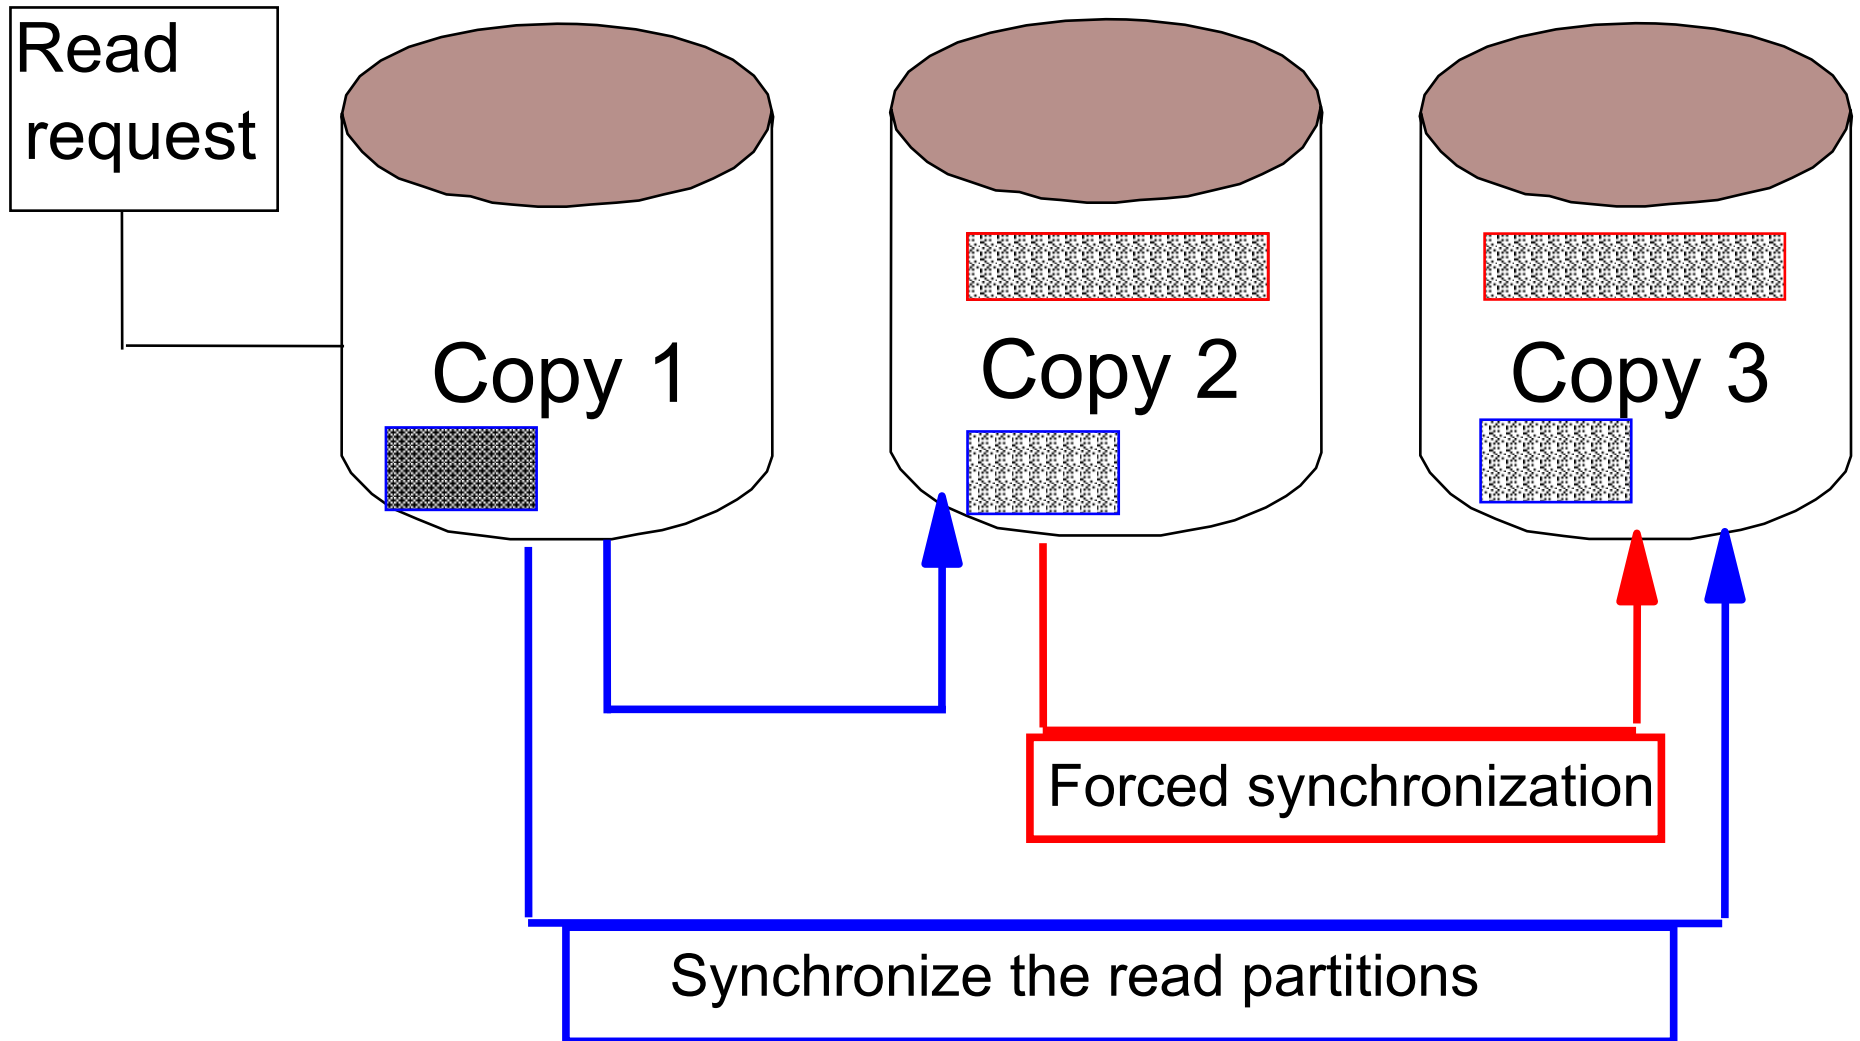 Read
request
Copy 1
Copy 2
Copy 3
Forced synchronization
Synchronize the read partitions